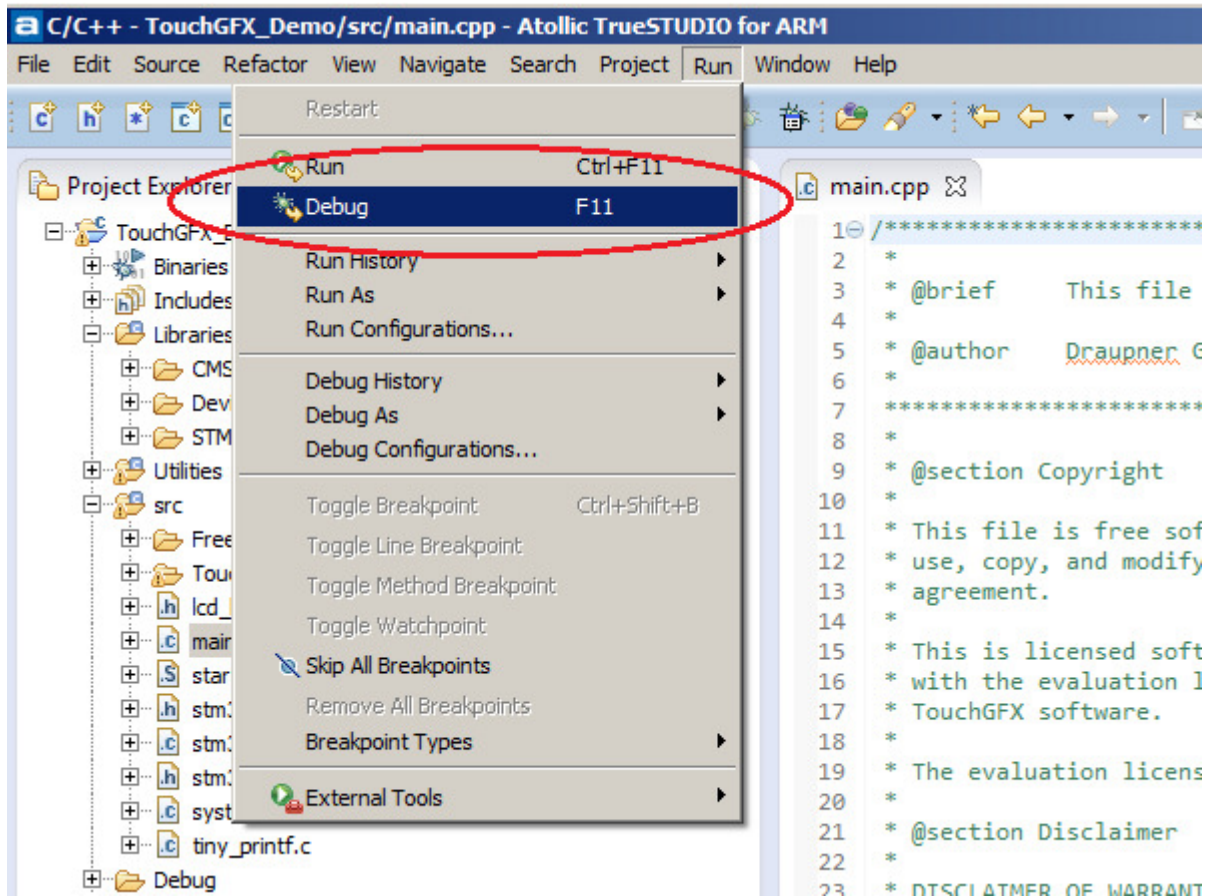 C/C++ - TouchGFX_Demo/src/main.cpp - Atollic TrueSTUDIO for ARM
File Edit Source Refactor View Navigate Search Project Run Window Help
Restart
Run Ctrl+F11
Debug F11
Run History
Run As
Run Configurations...
Debug History
Debug As
Debug Configurations...
Toggle Breakpoint Ctrl+Shift+B
Toggle Line Breakpoint
Toggle Method Breakpoint
Toggle Watchpoint
Skip All Breakpoints
Remove All Breakpoints
Breakpoint Types
External Tools
Project Explorer
TouchGFX_
Binaries
Includes
Libraries
CMS
Dev
STM
Utilities
src
Free
Tou
lcd_
main
star
stm3
stm3
stm3
syst
tiny_printf.c
Debug
main.cpp
1 /************************
2 *
3 * @brief This file
4 *
5 * @author Draupner G
6 *
7 ************************
8 *
9 * @section Copyright
10 *
11 * This file is free sof
12 * use, copy, and modify
13 * agreement.
14 *
15 * This is licensed soft
16 * with the evaluation l
17 * TouchGFX software.
18 *
19 * The evaluation licens
20 *
21 * @section Disclaimer
22 *
23 * DISCLAIMER OF WARRANT